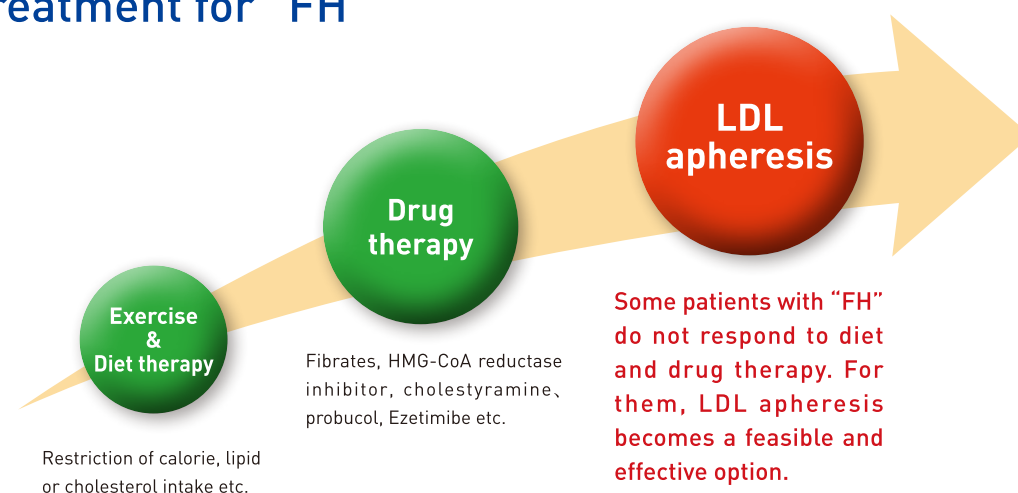 reatment for "FH
LDL
apheresis
Drug
therapy
Exercise
&
Diet therapy
Some patients with “FH”
do not respond to diet
and drug therapy. For
them, LDL apheresis
becomes a feasible and
effective option.
Fibrates, HMG-CoA reductase
inhibitor, cholestyramine、
probucol, Ezetimibe etc.
Restriction of calorie, lipid
or cholesterol intake etc.